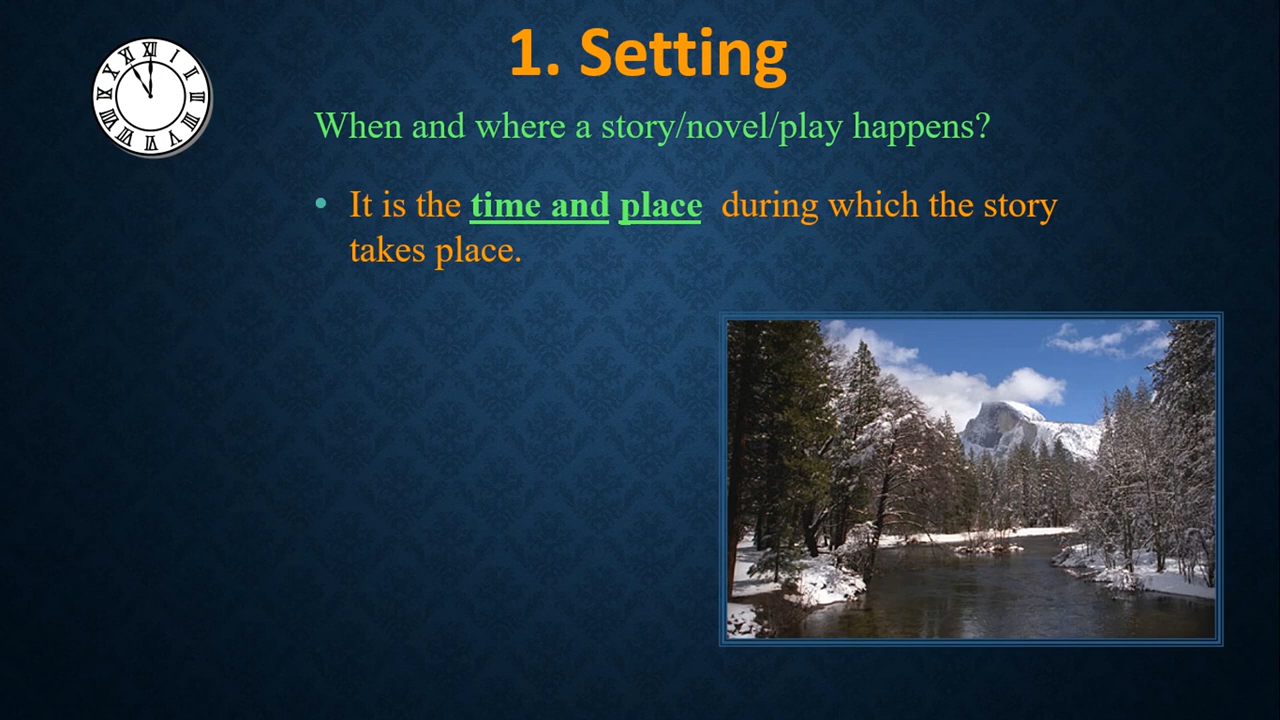 1. Setting
When and where a story/novel/play happens?
• It is the time and place during which the story
takes place.